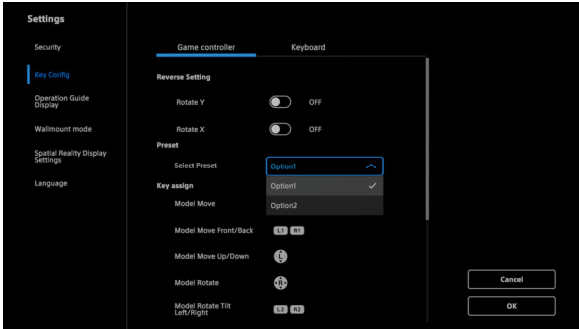 Settings
Security
Key Config
Operation Guide
Display
Wallmount mode
Spatial Reality Display
Settings
Language
Game controller
Keyboard
Reverse Setting
Rotate Y
OFF
Rotate X
OFF
Preset
Select Preset
Option1
Option1
Option2
Key assign
Model Move
Model Move Front/Back
L1 R1
Model Move Up/Down
L
Model Rotate
R
Model Rotate Tilt
Left/Right
L2 R2
Cancel
OK